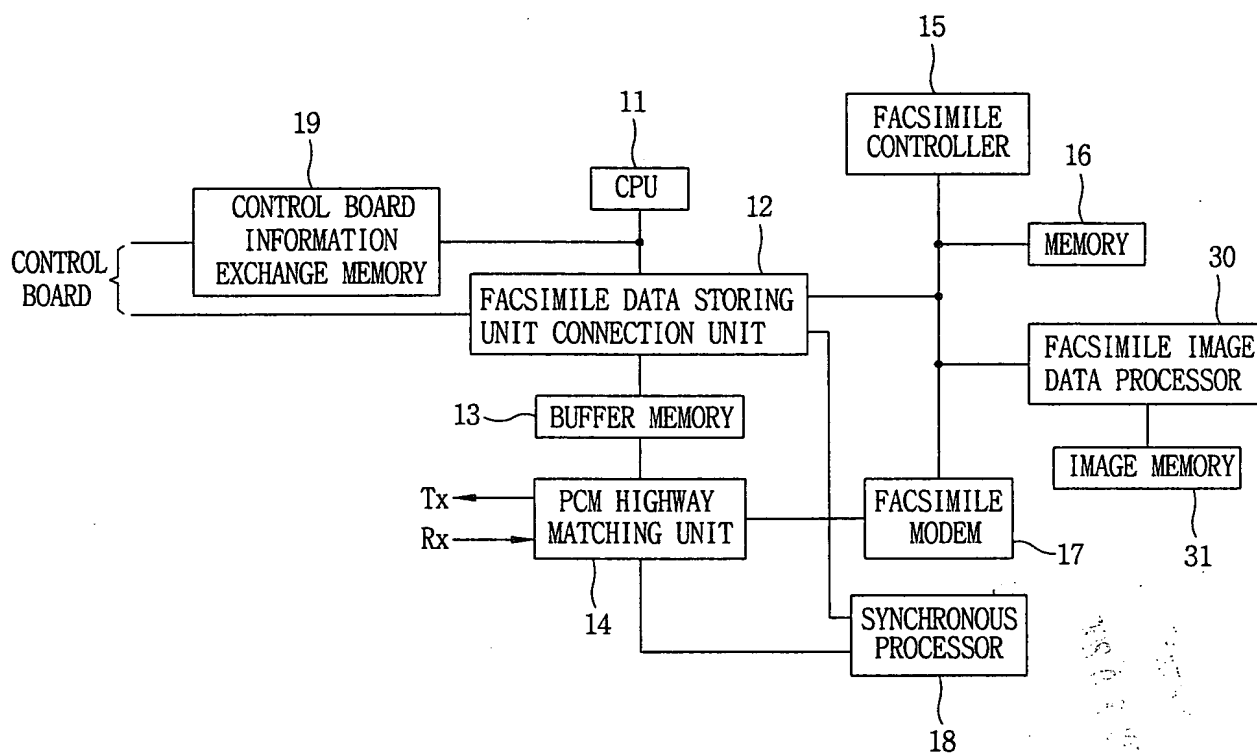 15
FACSIMILE
CONTROLLER
11
CPU
19
CONTROL BOARD
INFORMATION
EXCHANGE MEMORY
16
MEMORY
12
CONTROL
BOARD
FACSIMILE DATA STORING
UNIT CONNECTION UNIT
30
FACSIMILE IMAGE
DATA PROCESSOR
13
BUFFER MEMORY
IMAGE MEMORY
31
Tx
Rx
PCM HIGHWAY
MATCHING UNIT
14
FACSIMILE
MODEM
17
SYNCHRONOUS
PROCESSOR
18